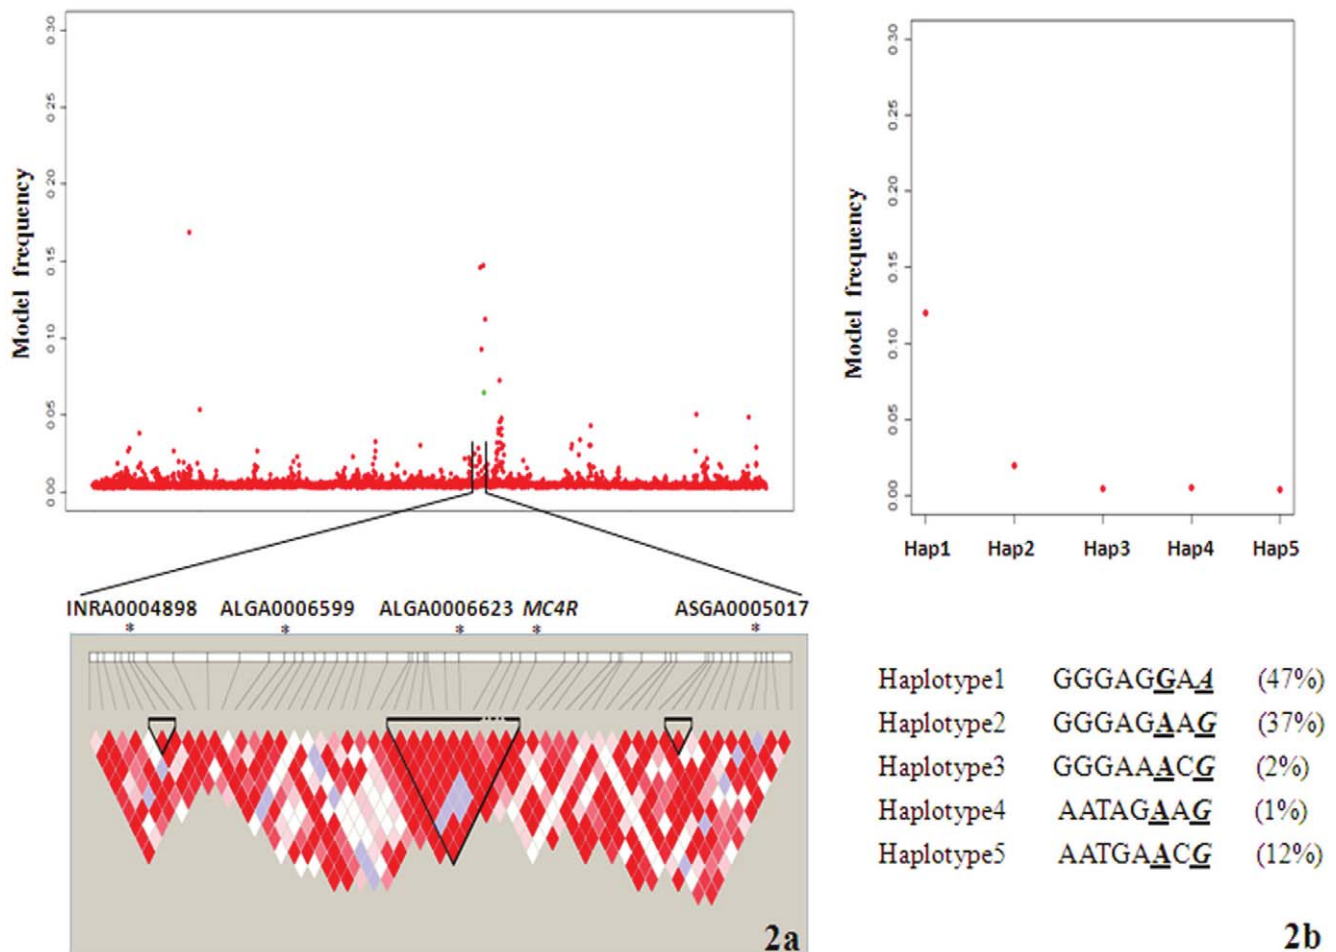 Model frequency
0.30
0.25
0.20
0.15
0.10
0.05
0.00
INRA0004898 ALGA0006599 ALGA0006623 MC4R ASGA0005017
* * * * *
2a
Model frequency
0.30
0.25
0.20
0.15
0.10
0.05
0.00
Hap1 Hap2 Hap3 Hap4 Hap5
Haplotype1 GGGAGGAA (47%)
Haplotype2 GGGAGAAG (37%)
Haplotype3 GGGAAACG (2%)
Haplotype4 AATAGAAG (1%)
Haplotype5 AATGAACG (12%)
2b